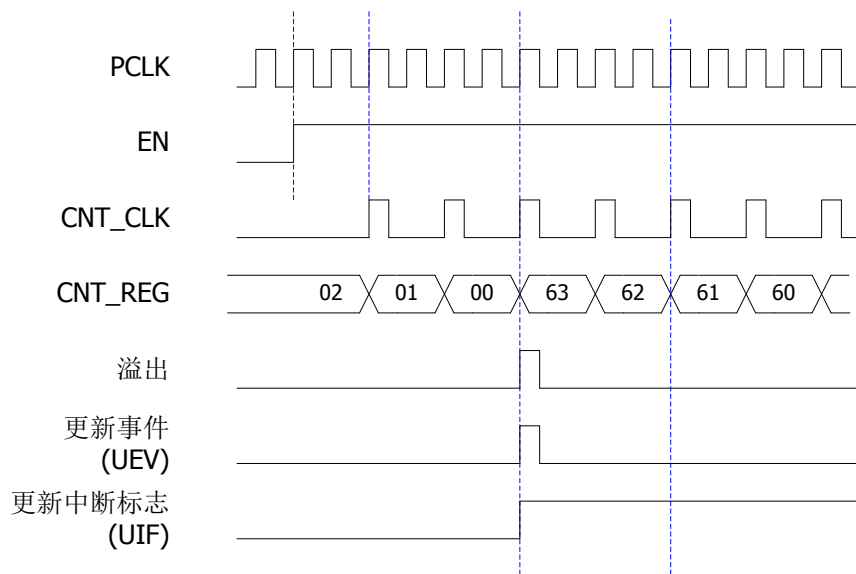 PCLK
EN
CNT_CLK
CNT_REG 02 01 00 63 62 61 60
溢出
更新事件
(UEV)
更新中断标志
(UIF)